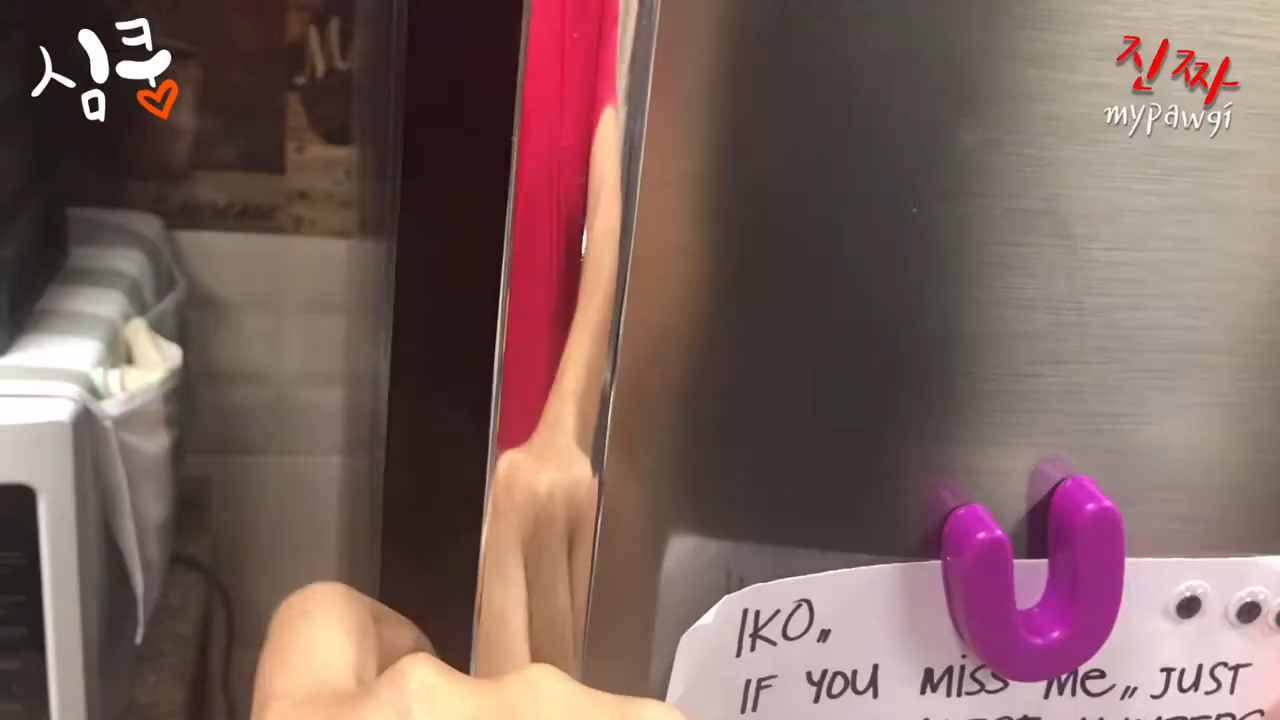 심쿵
진짜
mypawgi
IKO,,
IF YOU MISS ME,, JUST